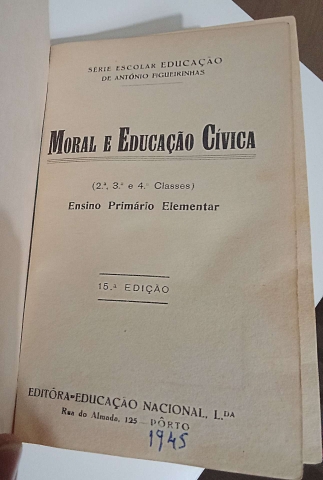 SÉRIE ESCOLAR EDUCAÇÃO
DE ANTÓNIO FIGUEIRINHAS
MORAL E EDUCAÇÃO CÍVICA
(2.ª, 3.ª e 4.ª Classes)
Ensino Primário Elementar
15.ª EDIÇÃO
EDITÔRA-EDUCAÇÃO NACIONAL, L.DA
Rua do Almada, 125 — PÔRTO
1945